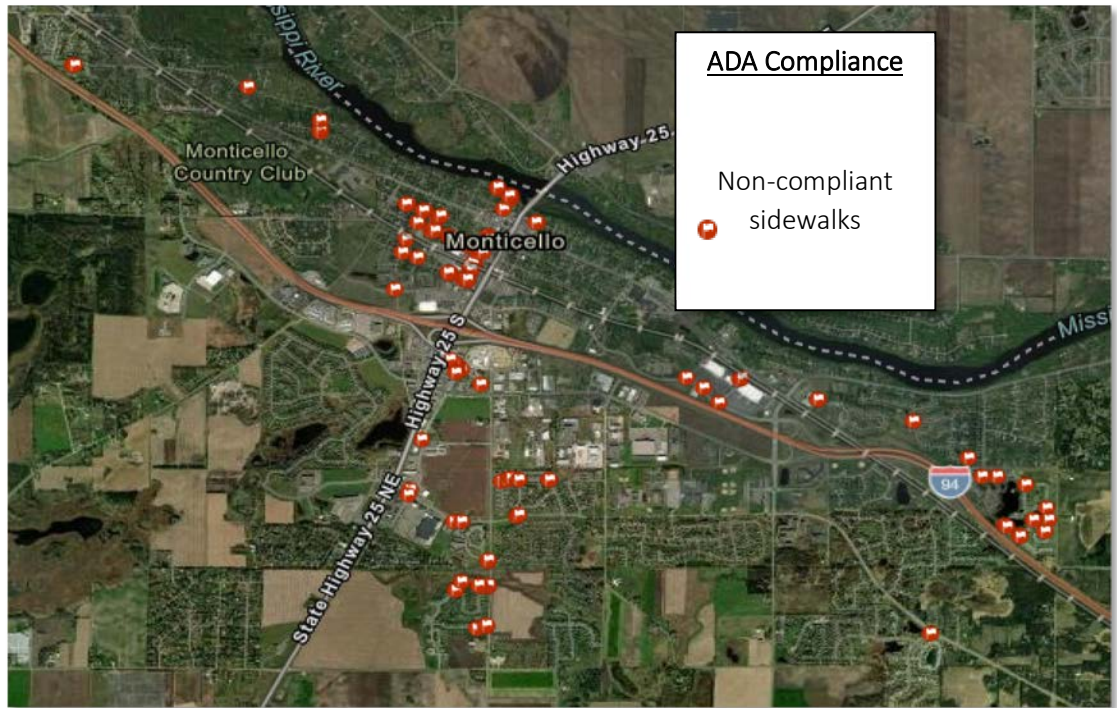 ssippi River
Highway 25
ADA Compliance
Non-compliant
sidewalks
Monticello
Country Club
Monticello
Missi
Highway 25 S
State Highway 25 NE
94